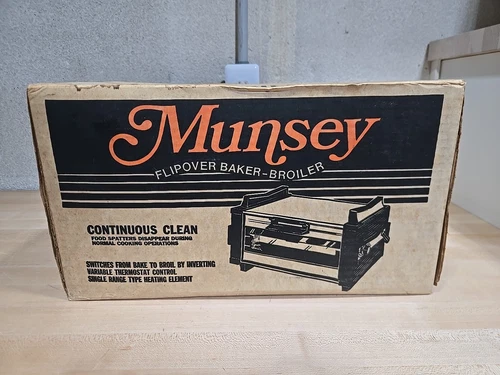 Munsey
FLIPOVER BAKER-BROILER
CONTINUOUS CLEAN
FOOD SPATTERS DISAPPEAR DURING
NORMAL COOKING OPERATIONS
SWITCHES FROM BAKE TO BROIL BY INVERTING
VARIABLE THERMOSTAT CONTROL
SINGLE RANGE TYPE HEATING ELEMENT